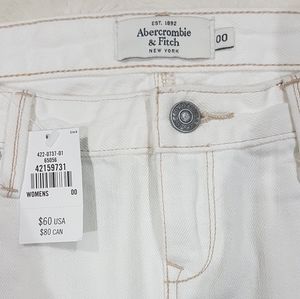 EST. 1892
Abercrombie
& Fitch
NEW YORK
00
422-0737-01
65056
42159731
WOMENS 00
$60 USA
$80 CAN